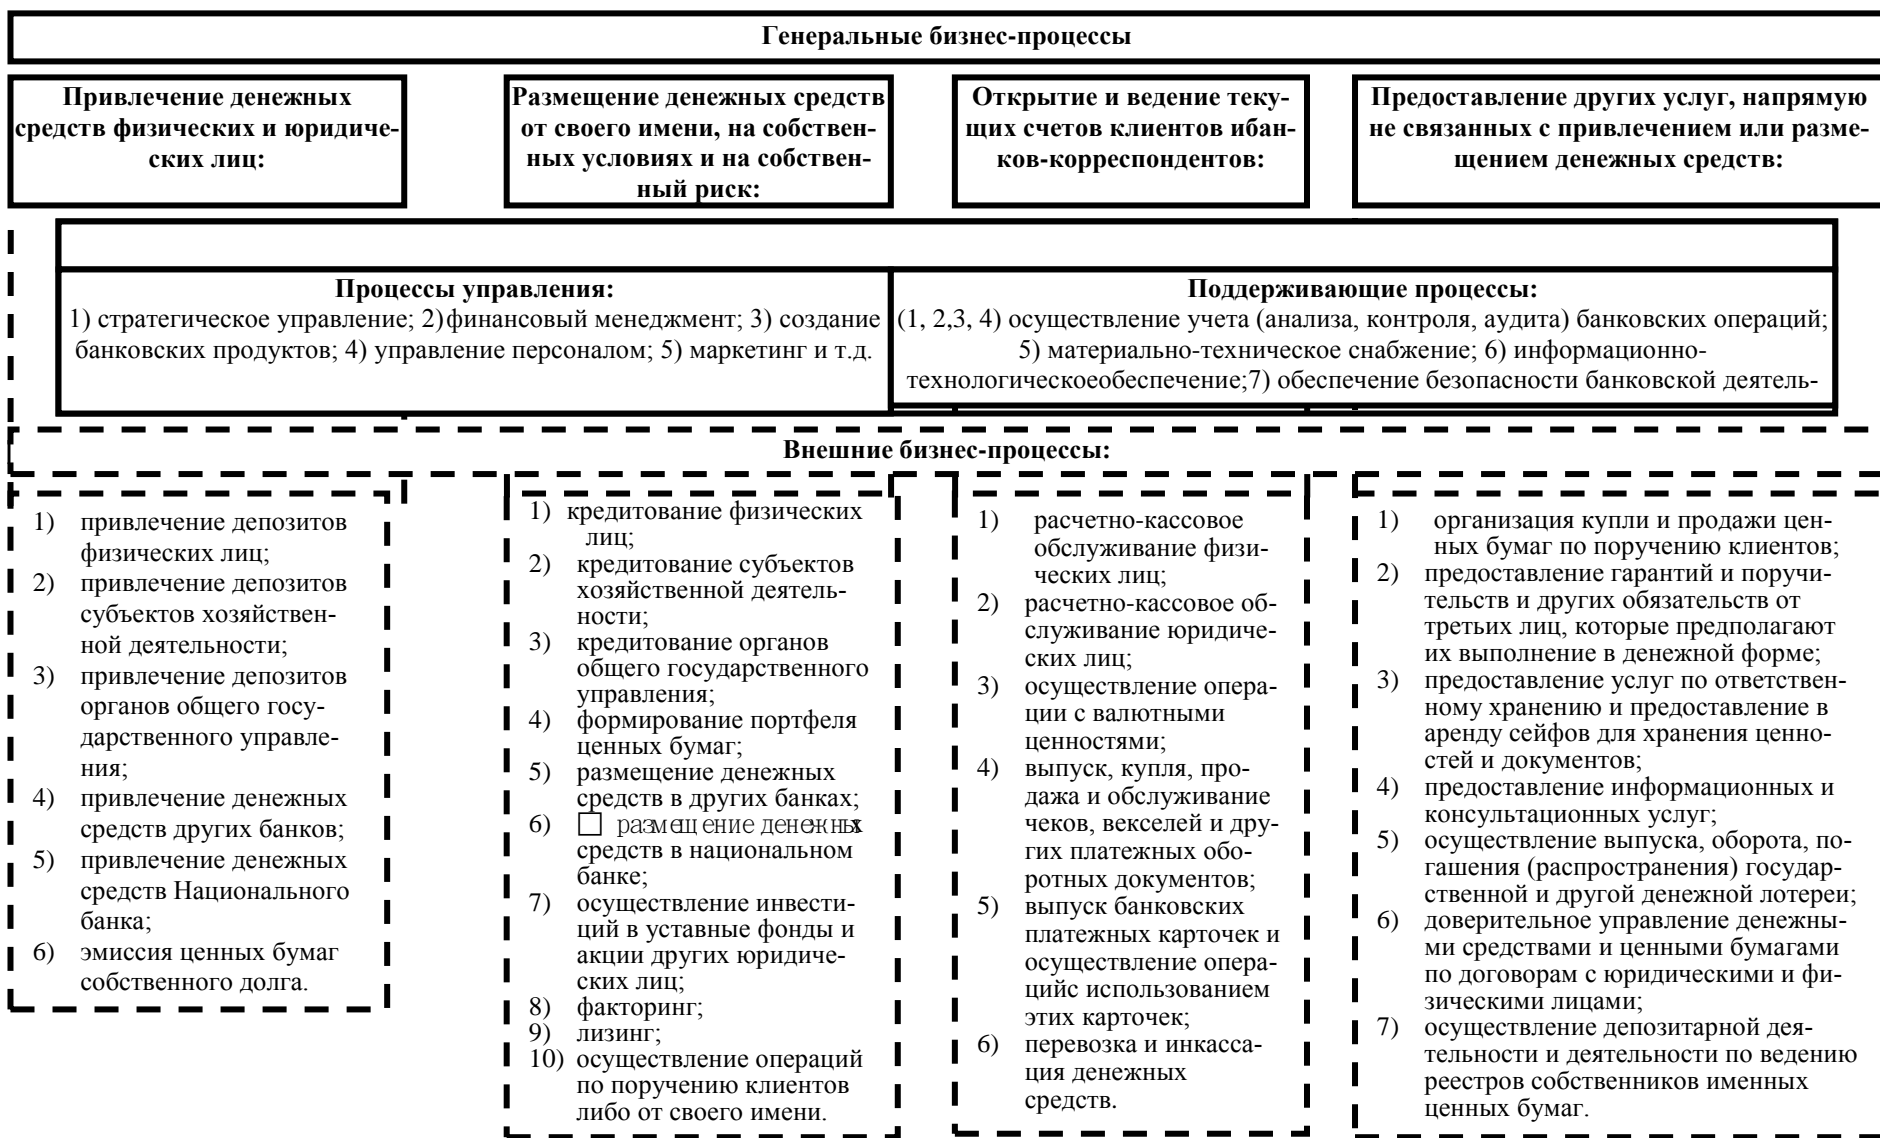 Генеральные бизнес-процессы
Привлечение денежных
средств физических и юридиче-
ских лиц:
Размещение денежных средств
от своего имени, на собствен-
ных условиях и на собствен-
ный риск:
Открытие и ведение теку-
щих счетов клиентов ибан-
ков-корреспондентов:
Предоставление других услуг, напрямую
не связанных с привлечением или разме-
щением денежных средств:
Процессы управления:
1) стратегическое управление; 2)финансовый менеджмент; 3) создание
банковских продуктов; 4) управление персоналом; 5) маркетинг и т.д.
Поддерживающие процессы:
(1, 2,3, 4) осуществление учета (анализа, контроля, аудита) банковских операций;
5) материально-техническое снабжение; 6) информационно-
технологическоеобеспечение;7) обеспечение безопасности банковской деятель-
Внешние бизнес-процессы:
1) привлечение депозитов
физических лиц;
2) привлечение депозитов
субъектов хозяйствен-
ной деятельности;
3) привлечение депозитов
органов общего госу-
дарственного управле-
ния;
4) привлечение денежных
средств других банков;
5) привлечение денежных
средств Национального
банка;
6) эмиссия ценных бумаг
собственного долга.
1) кредитование физических
лиц;
2) кредитование субъектов
хозяйственной деятель-
ности;
3) кредитование органов
общего государственного
управления;
4) формирование портфеля
ценных бумаг;
5) размещение денежных
средств в других банках;
6) □ размещение денежных
средств в национальном
банке;
7) осуществление инвести-
ций в уставные фонды и
акции других юридиче-
ских лиц;
8) факторинг;
9) лизинг;
10) осуществление операций
по поручению клиентов
либо от своего имени.
1) расчетно-кассовое
обслуживание физи-
ческих лиц;
2) расчетно-кассовое об-
служивание юридиче-
ских лиц;
3) осуществление опера-
ции с валютными
ценностями;
4) выпуск, купля, про-
дажа и обслуживание
чеков, векселей и дру-
гих платежных обо-
ротных документов;
5) выпуск банковских
платежных карточек и
осуществление опера-
цийс использованием
этих карточек;
6) перевозка и инкасса-
ция денежных
средств.
1) организация купли и продажи цен-
ных бумаг по поручению клиентов;
2) предоставление гарантий и поручи-
тельств и других обязательств от
третьих лиц, которые предполагают
их выполнение в денежной форме;
3) предоставление услуг по ответствен-
ному хранению и предоставление в
аренду сейфов для хранения ценно-
стей и документов;
4) предоставление информационных и
консультационных услуг;
5) осуществление выпуска, оборота, по-
гашения (распространения) государ-
ственной и другой денежной лотереи;
6) доверительное управление денежны-
ми средствами и ценными бумагами
по договорам с юридическими и фи-
зическими лицами;
7) осуществление депозитарной дея-
тельности и деятельности по ведению
реестров собственников именных
ценных бумаг.